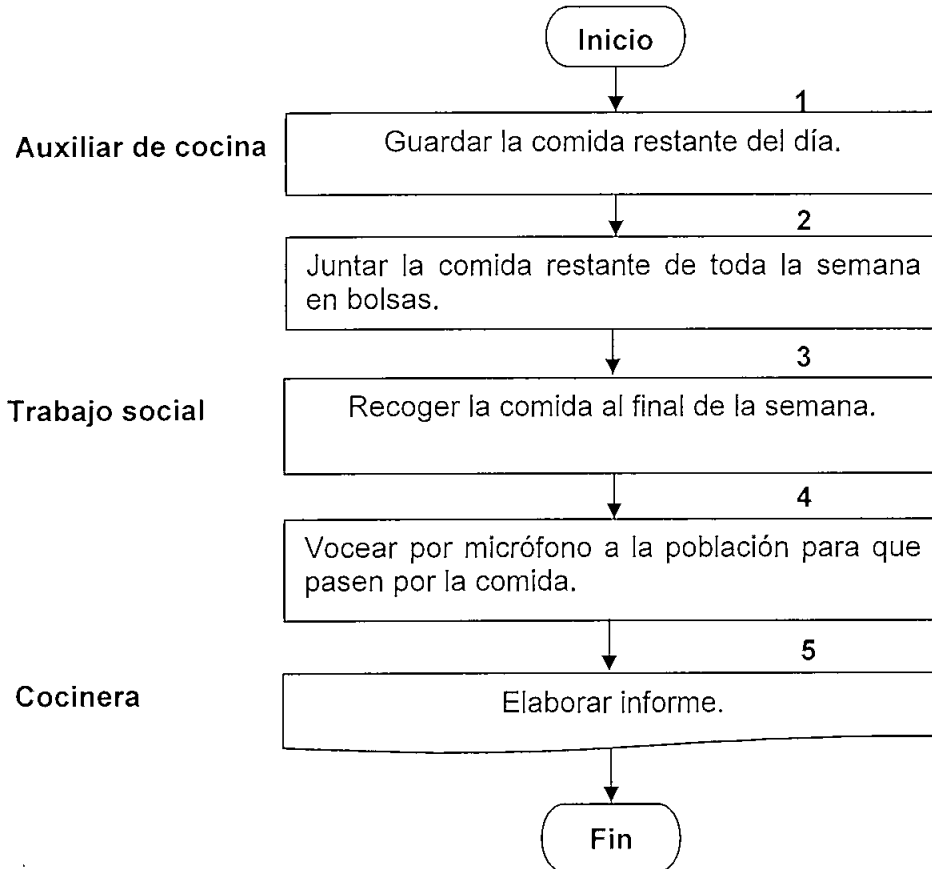 Inicio
1
Auxiliar de cocina
Guardar la comida restante del día.
2
Juntar la comida restante de toda la semana
en bolsas.
3
Trabajo social
Recoger la comida al final de la semana.
4
Vocear por micrófono a la población para que
pasen por la comida.
5
Cocinera
Elaborar informe.
Fin